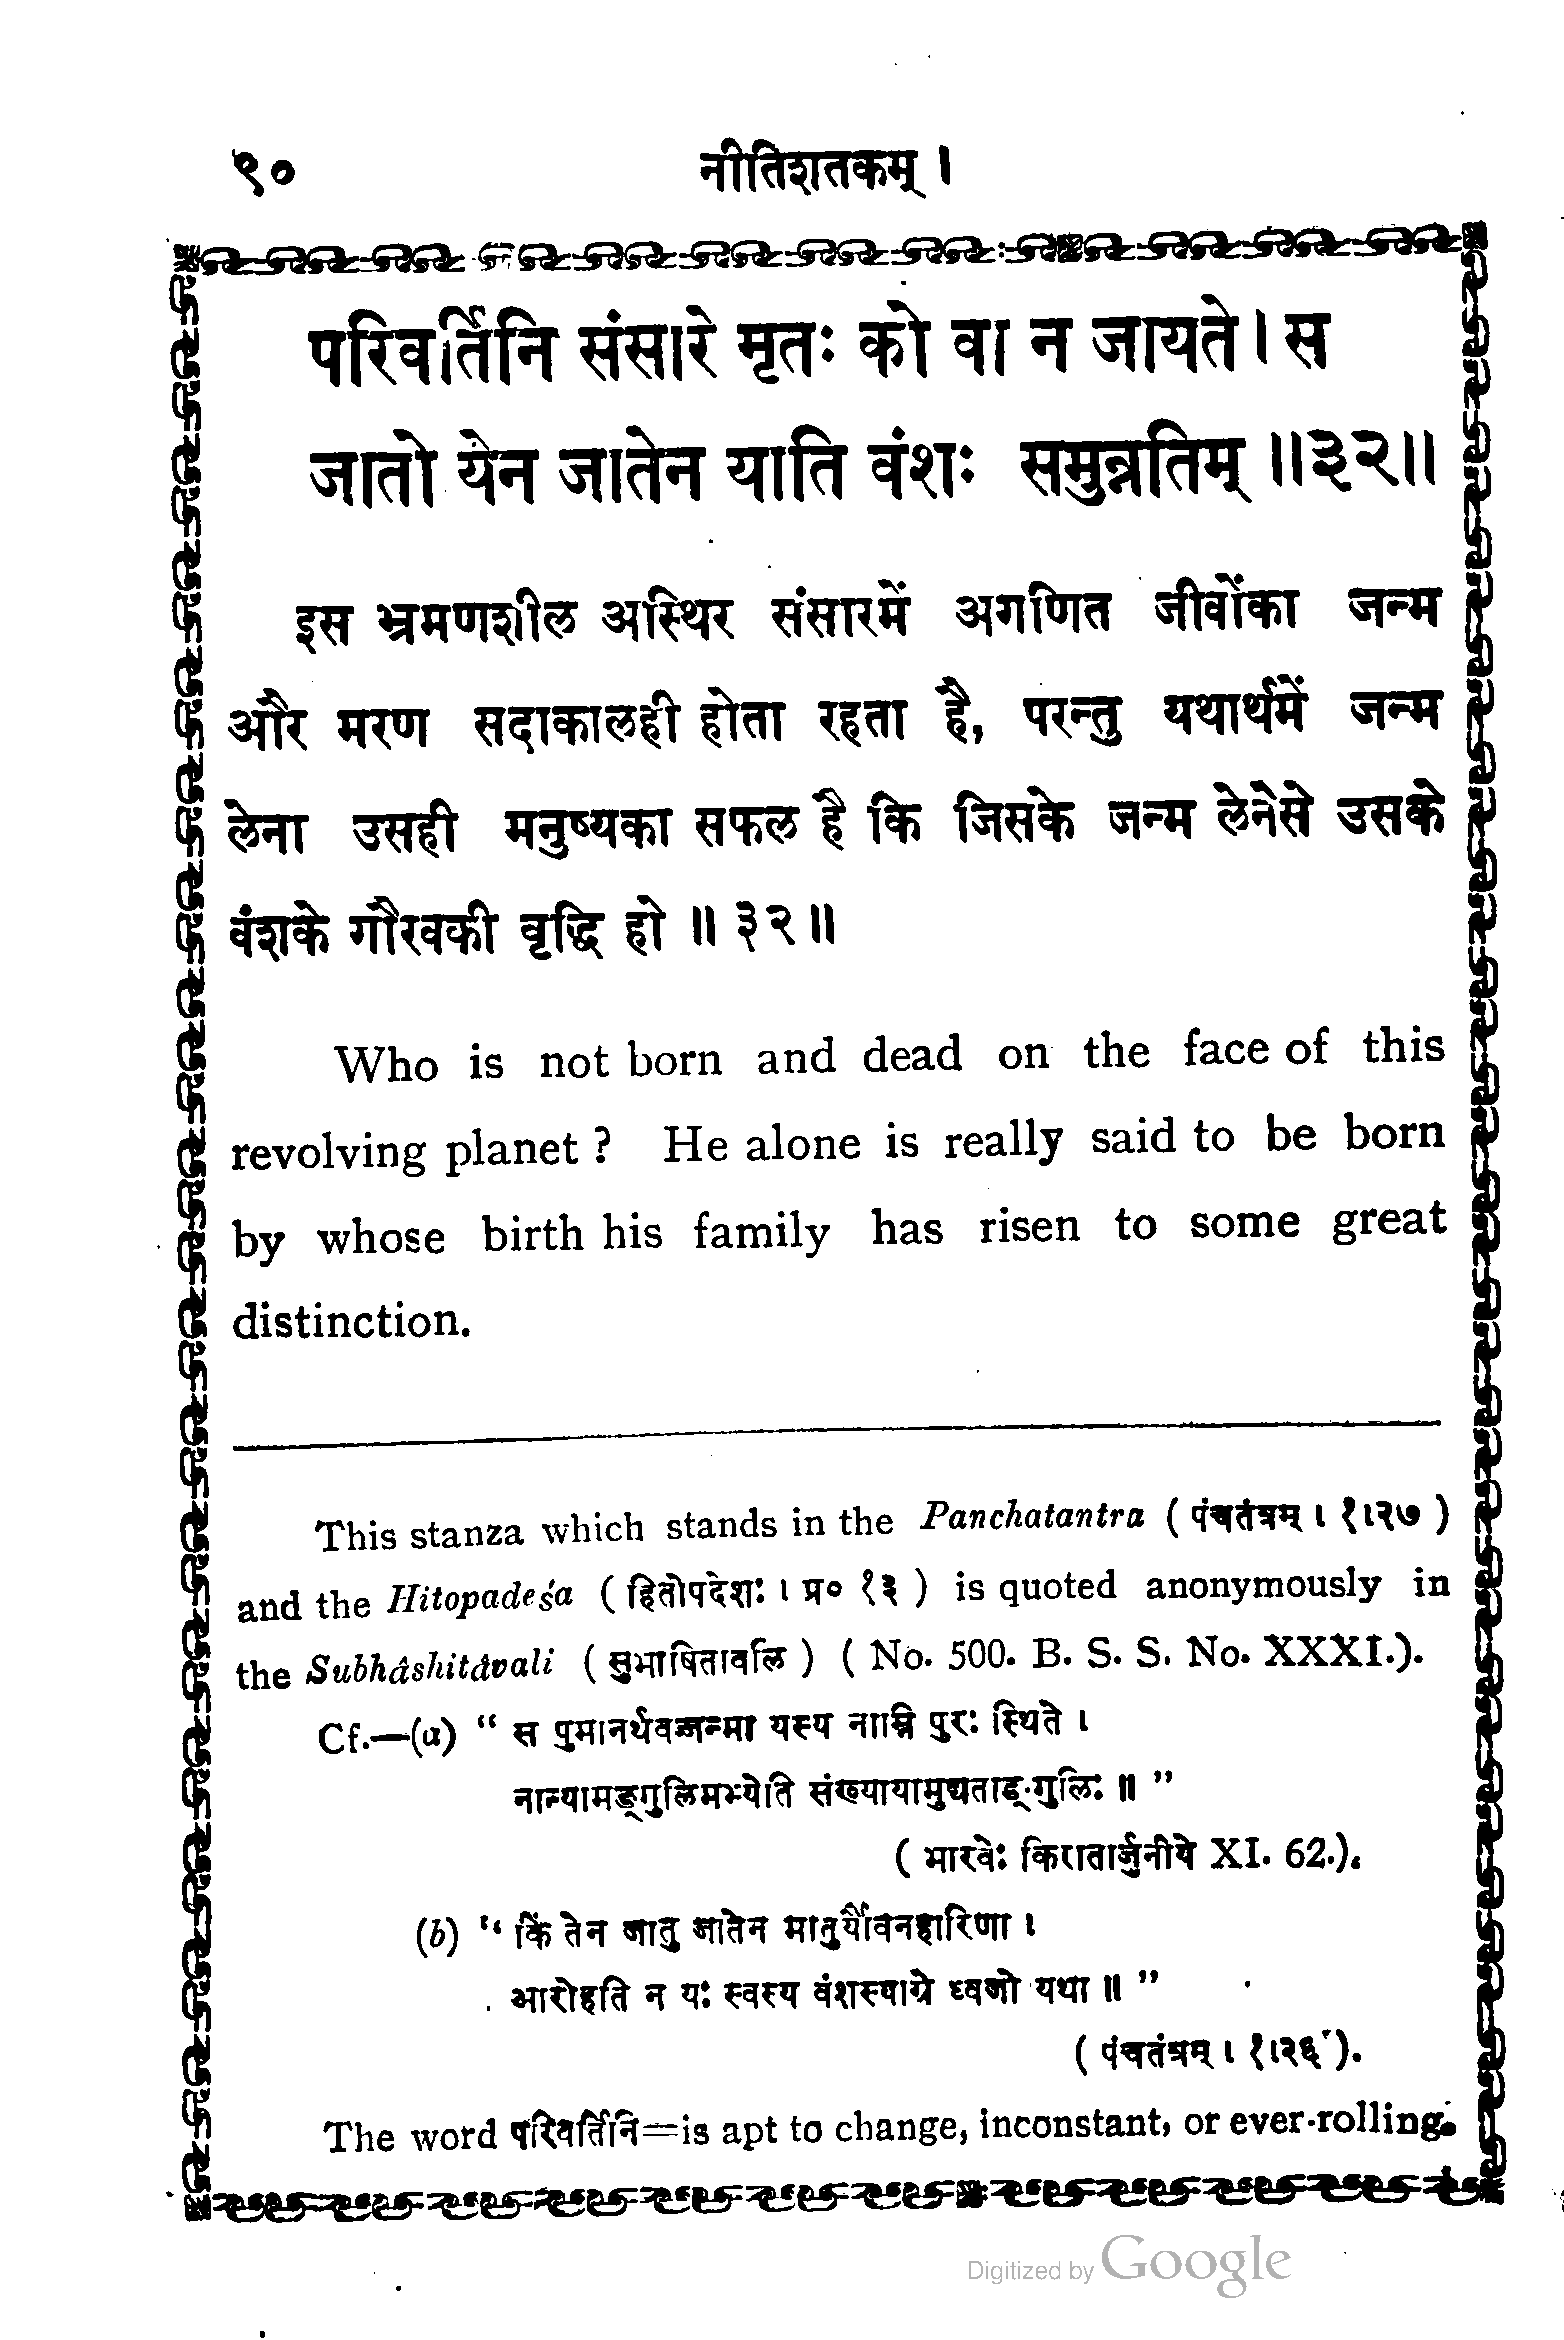 ९०
नीतिशतकम् ।
परिवर्तिनि संसारे मृतः को वा न जायते। स
जातो येन जातेन याति वंशः समुन्नतिम् ॥३२॥
इस भ्रमणशील अस्थिर संसारमें अगणित जीवोंका जन्म
और मरण सदाकालही होता रहता है, परन्तु यथार्थमें जन्म
लेना उसही मनुष्यका सफल है कि जिसके जन्म लेनेसे उसके
वंशके गौरवकी वृद्धि हो ॥ ३२ ॥
Who is not born and dead on the face of this
revolving planet ? He alone is really said to be born
by whose birth his family has risen to some great
distinction.
This stanza which stands in the Panchatantra ( पंचतंत्रम् । १।२७ )
and the Hitopadeśa ( हितोपदेशः । प्र० १३ ) is quoted anonymously in
the Subhâshitâvali ( सुभाषितावलि ) ( No. 500. B. S. S. No. XXXI.).
Cf.—(a) “ स पुमानर्थवज्जन्मा यस्य नाम्नि पुरः स्थिते ।
नान्यामङ्गुलिमभ्येति संख्यायामुद्यताङ्गुलिः ॥ ”
( भारवेः किरातार्जुनीये XI. 62.).
(b) “ किं तेन जातु जातेन मातुर्यौवनहारिणा ।
आरोहति न यः स्वस्य वंशस्याग्रे ध्वजो यथा ॥ ”
( पंचतंत्रम् । १।२६ ).
The word परिवर्तिनि=is apt to change, inconstant, or ever-rolling.
Digitized by Google